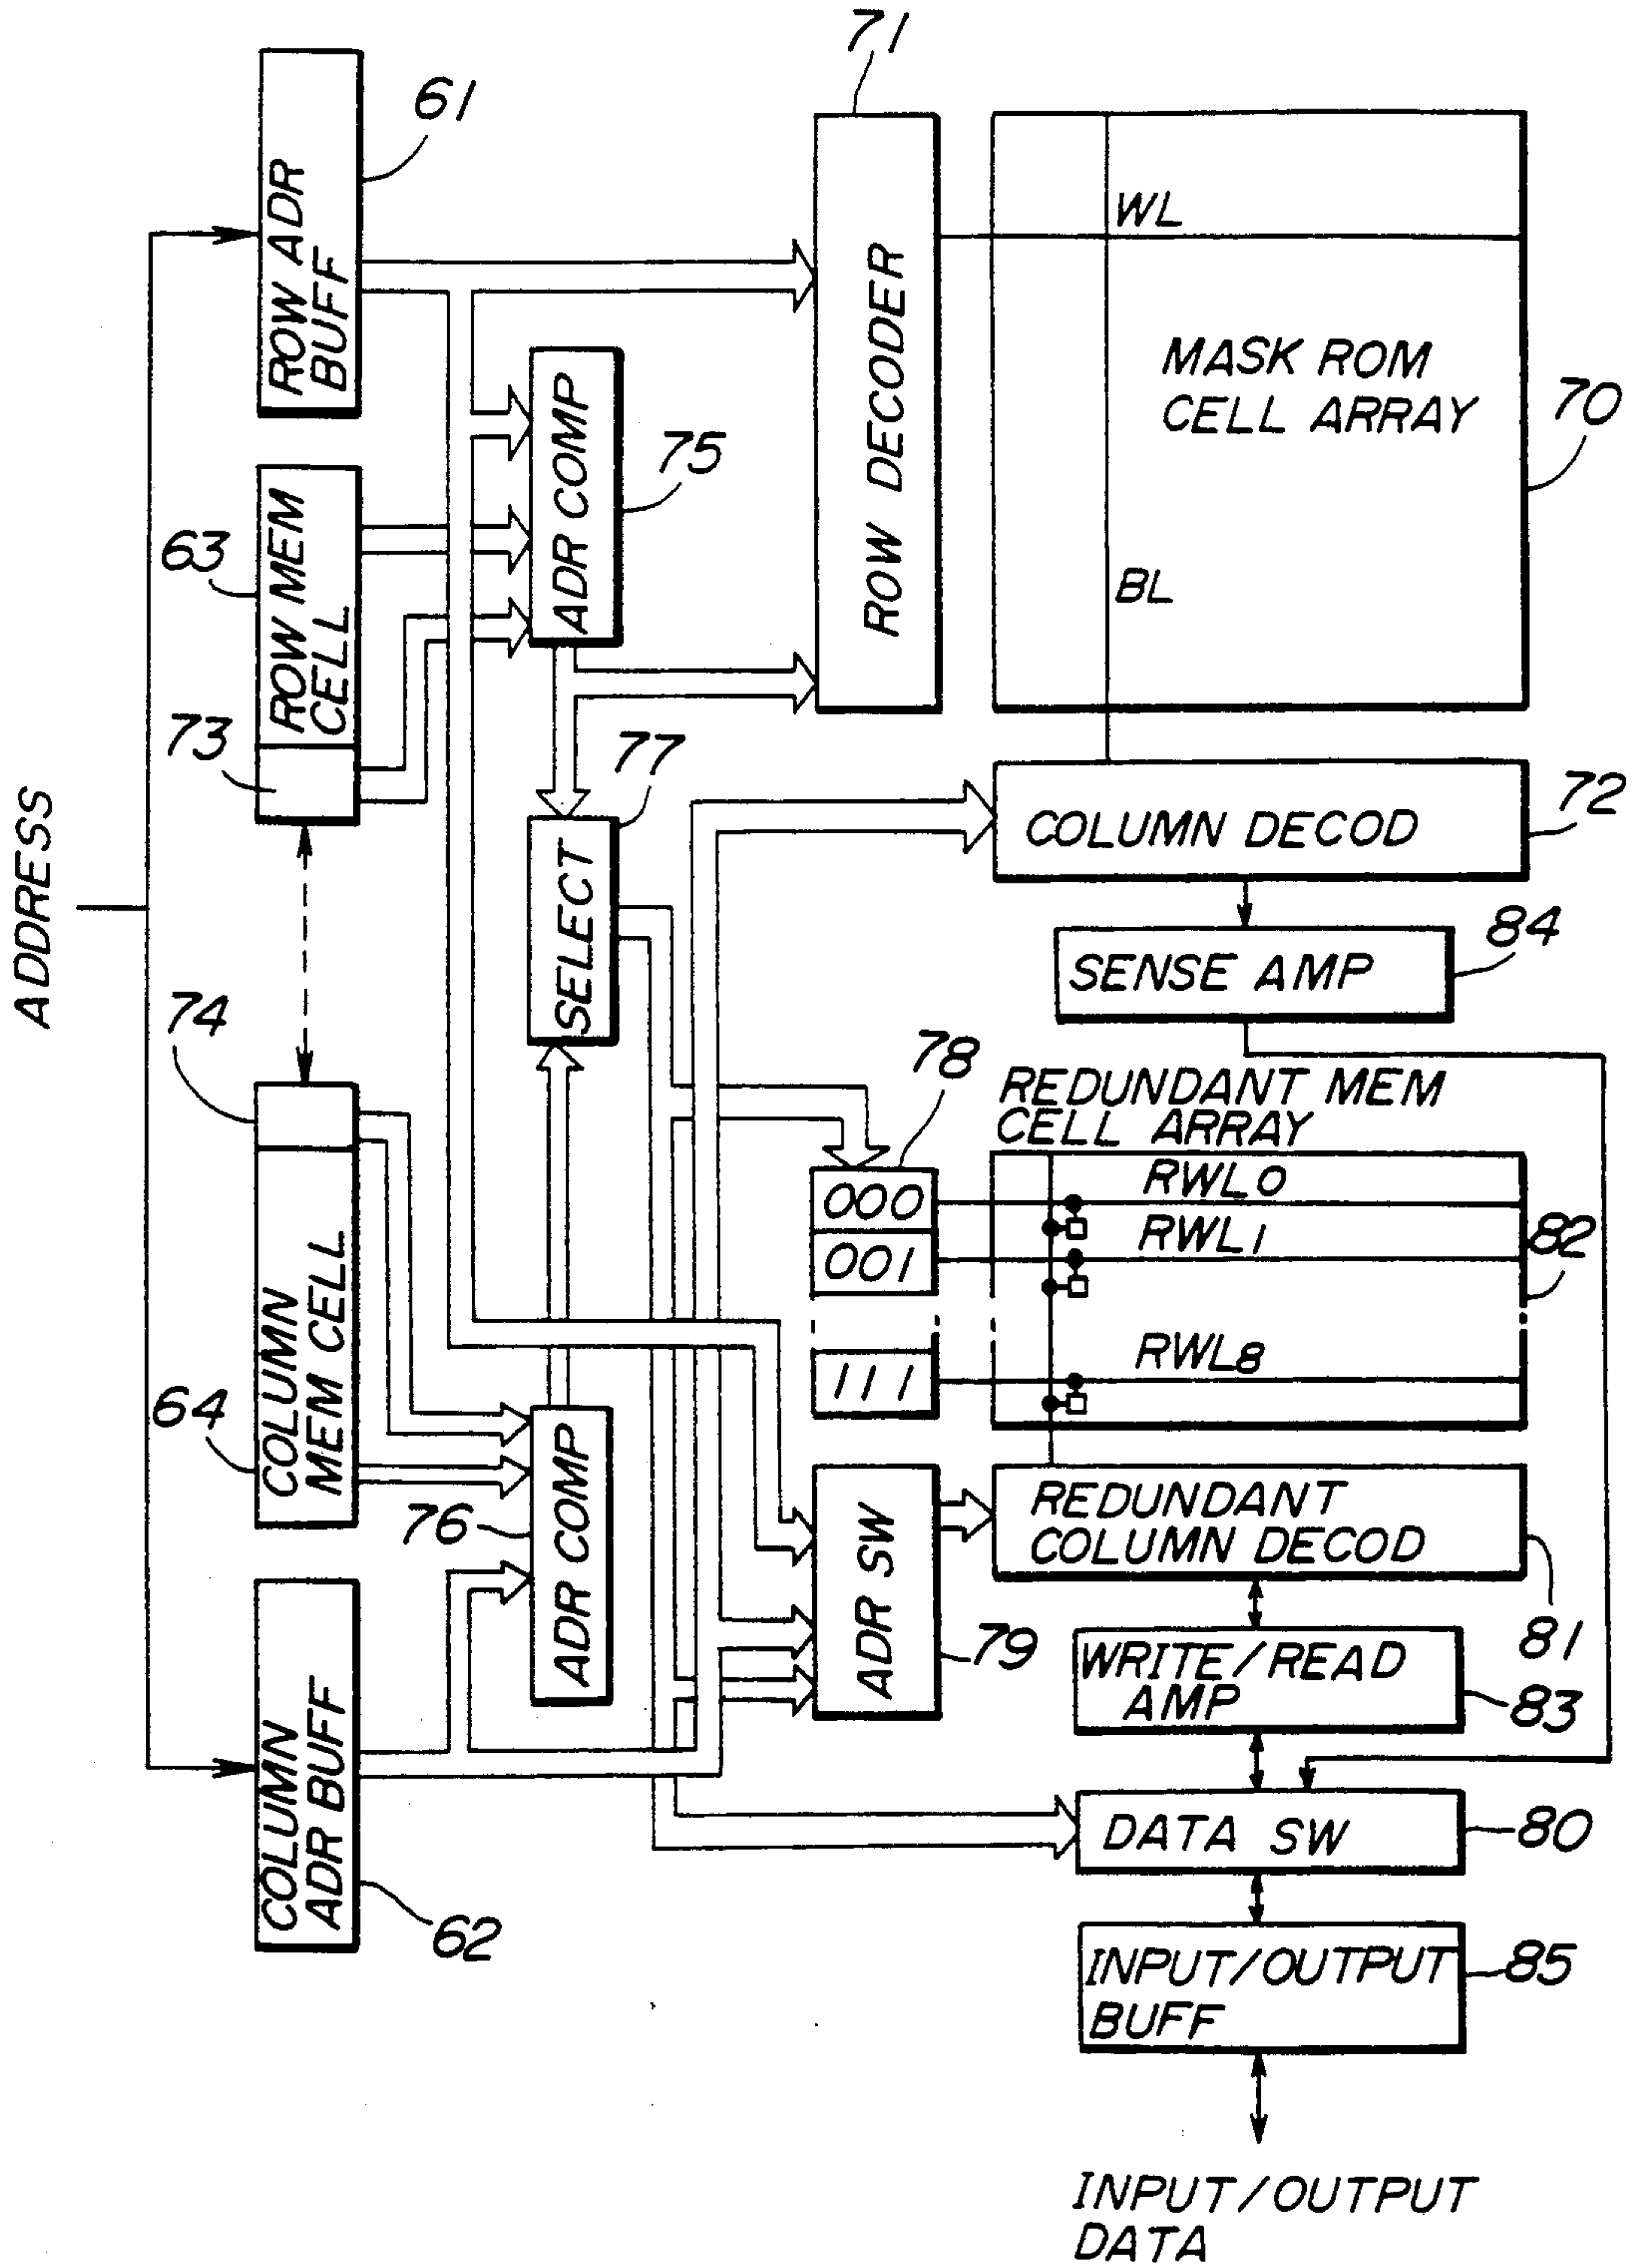 71
61
ROW ADR
BUFF
WL
ROW DECODER
MASK ROM
CELL ARRAY
70
ADR COMP
75
63
ROW MEM
CELL
BL
73
77
72
COLUMN DECOD
ADDRESS
SELECT
84
SENSE AMP
74
78
REDUNDANT MEM
CELL ARRAY
000
RWL0
001
RWL1
82
111
RWL8
64
COLUMN
MEM CELL
76
ADR COMP
ADR SW
79
REDUNDANT
COLUMN DECOD
81
WRITE/READ
AMP
83
COLUMN
ADR BUFF
62
DATA SW
80
INPUT/OUTPUT
BUFF
85
INPUT/OUTPUT
DATA